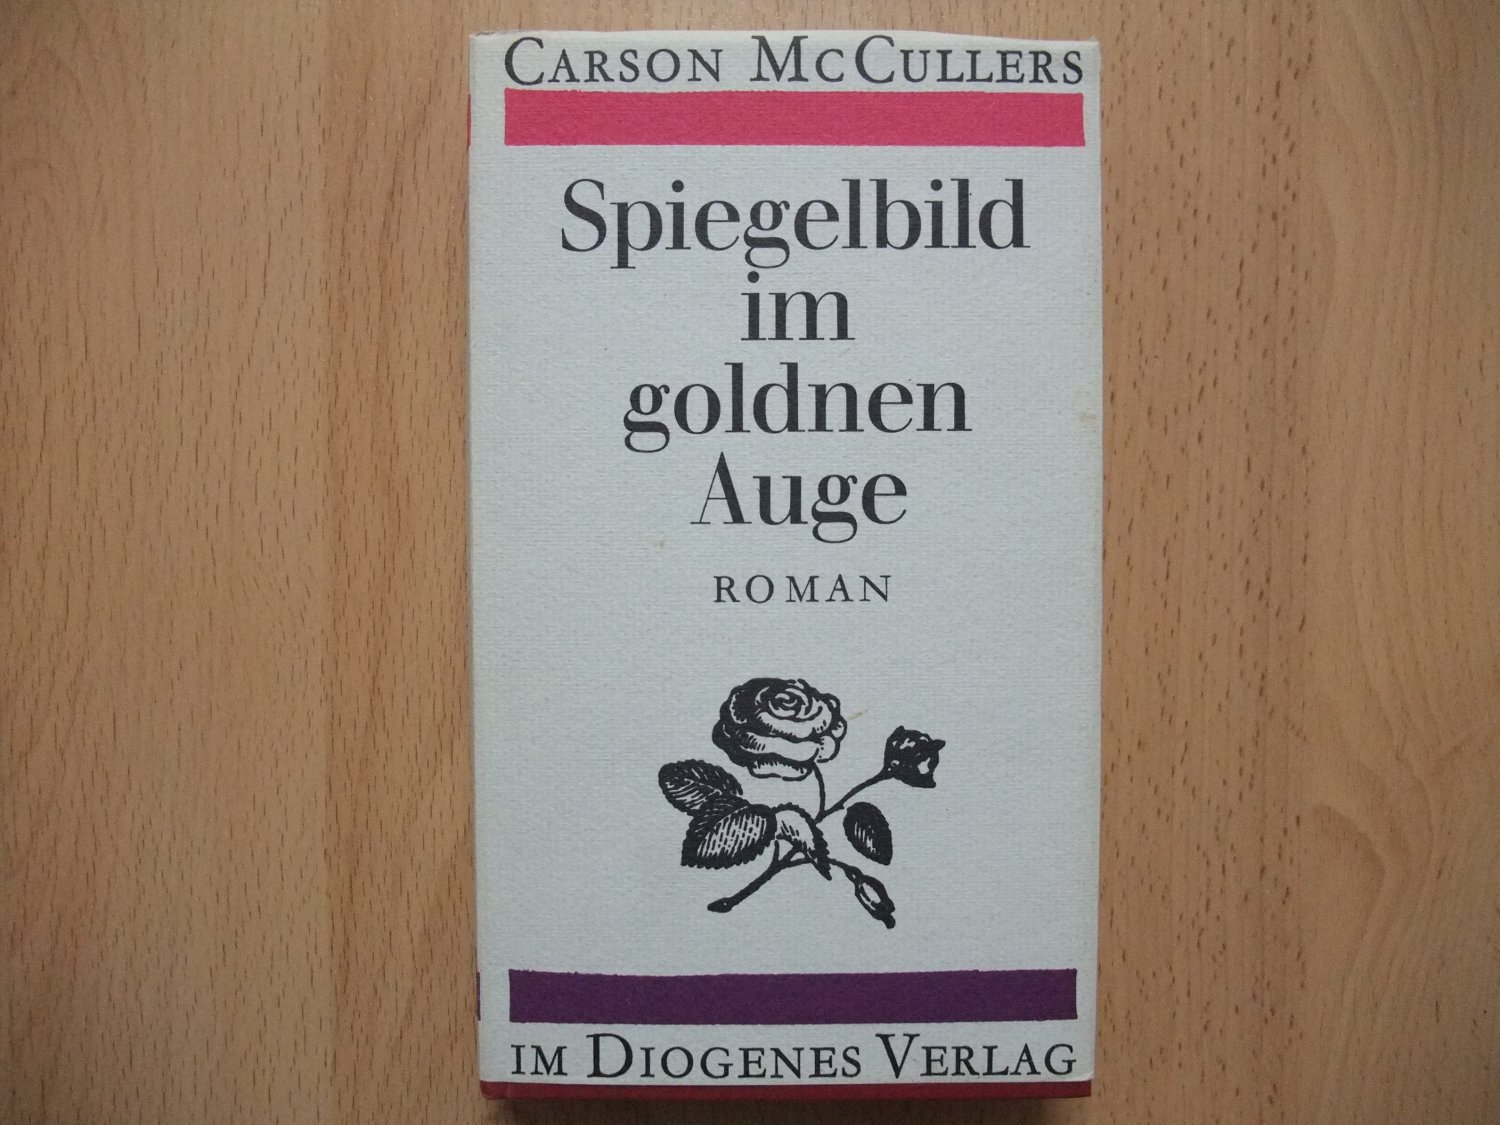 CARSON MCCULLERS
Spiegelbild
im
goldnen
Auge
ROMAN
IM DIOGENES VERLAG